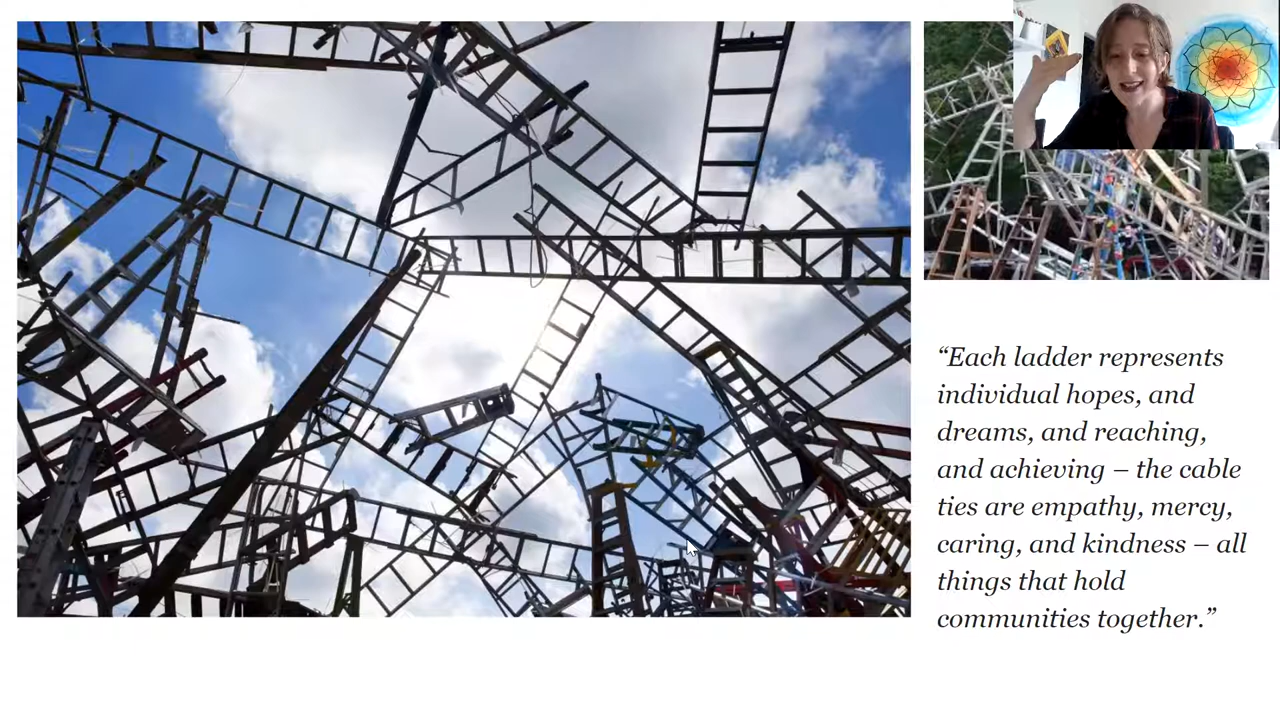 “Each ladder represents
individual hopes, and
dreams, and reaching,
and achieving – the cable
ties are empathy, mercy,
caring, and kindness – all
things that hold
communities together.”